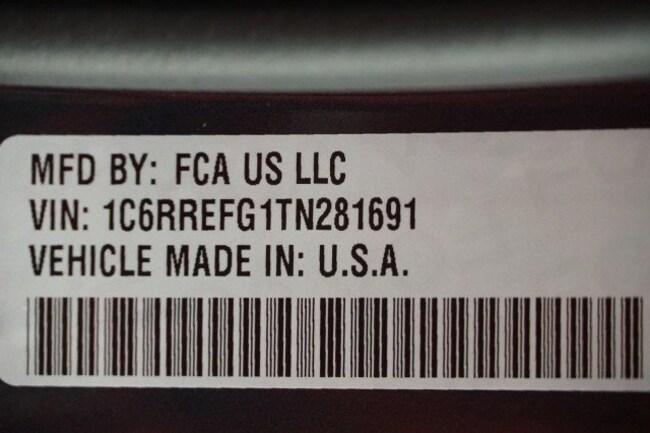 MFD BY: FCA US LLC
VIN: 1C6RREFG1TN281691
VEHICLE MADE IN: U.S.A.